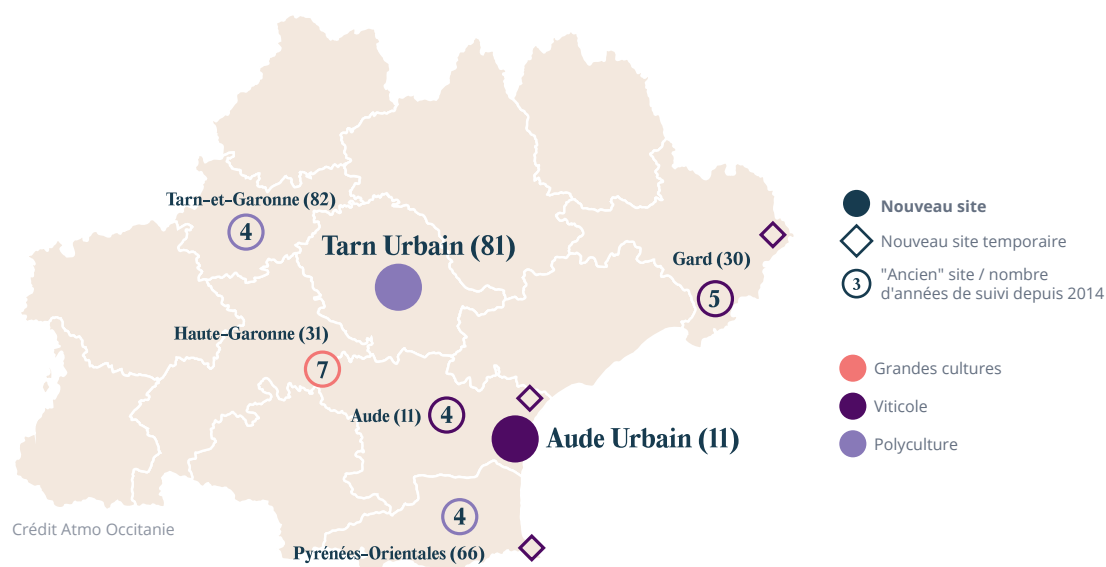 Tarn-et-Garonne (82)
4
Tarn Urbain (81)
Gard (30)
5
Haute-Garonne (31)
7
Aude (11)
4
Aude Urbain (11)
4
Pyrénées-Orientales (66)
Crédit Atmo Occitanie
Nouveau site
Nouveau site temporaire
3
"Ancien" site / nombre
d'années de suivi depuis 2014
Grandes cultures
Viticole
Polyculture